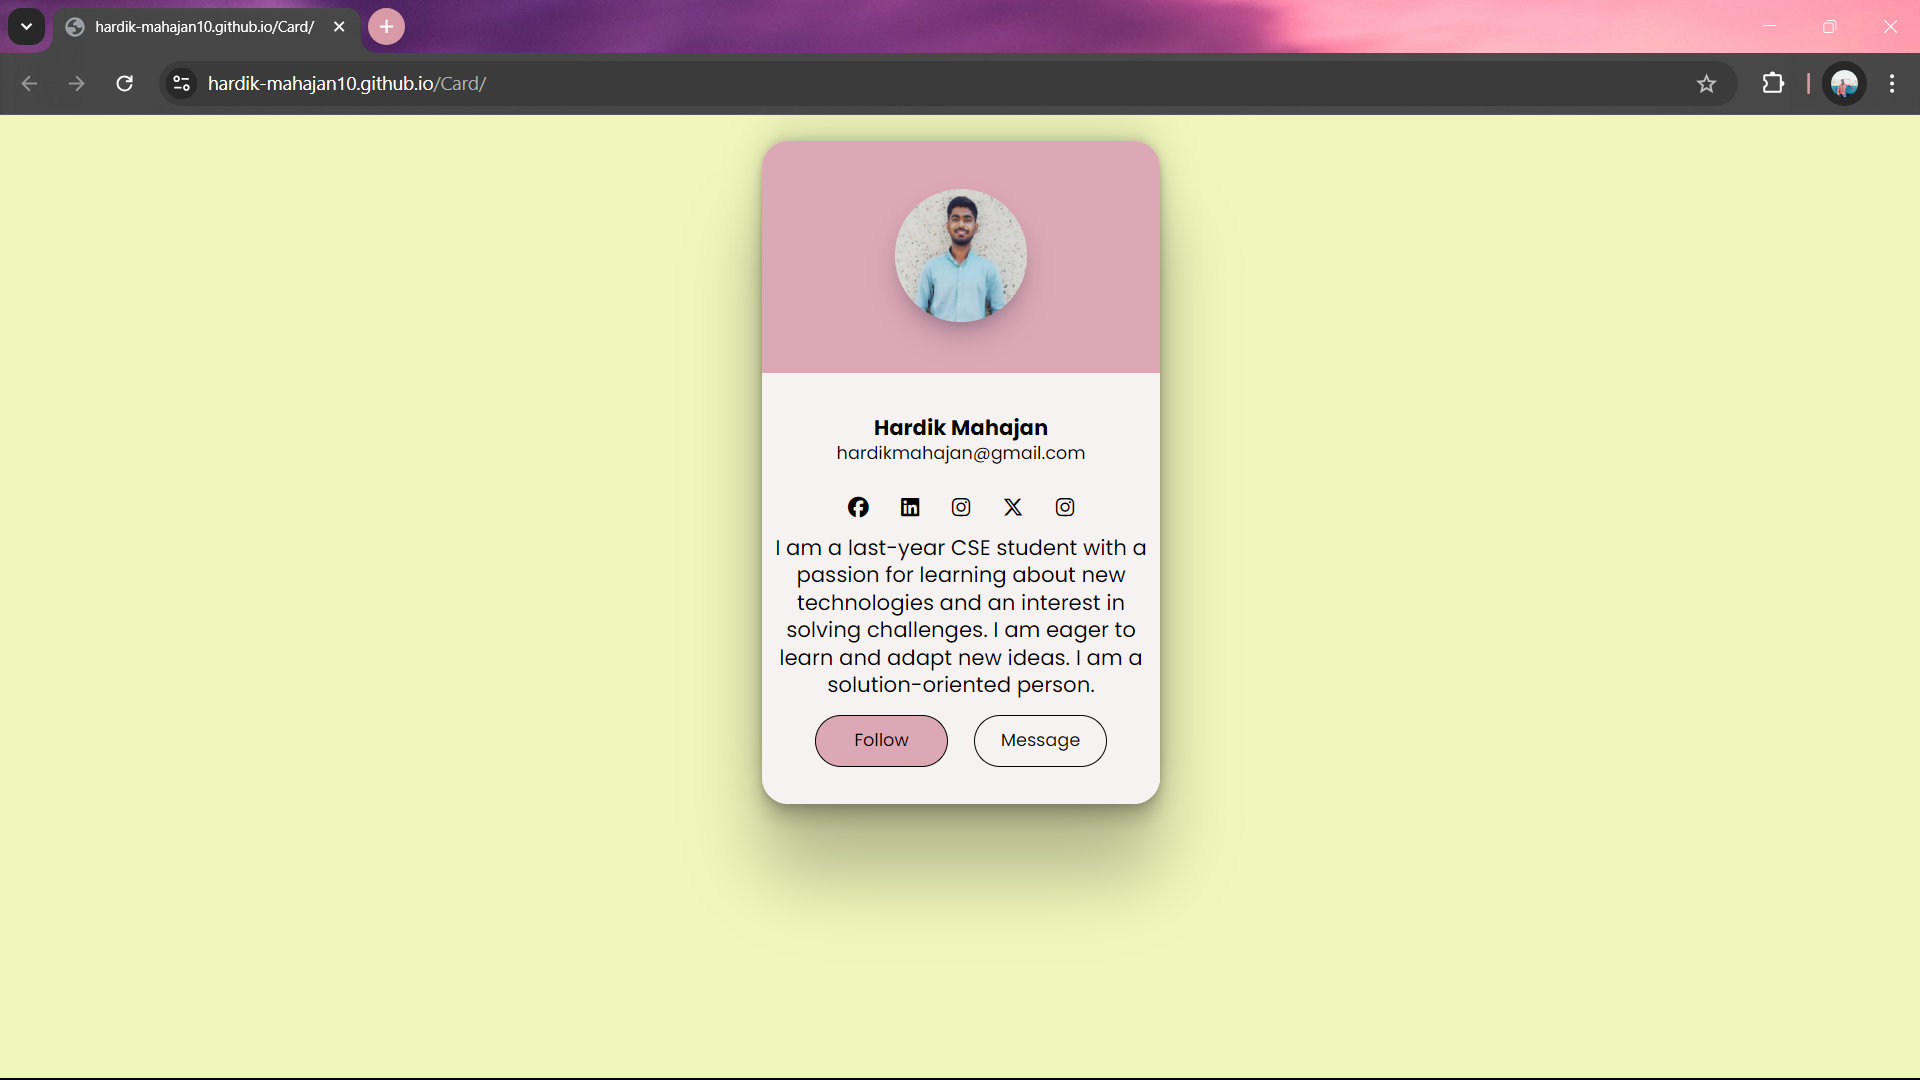 hardik-mahajan10.github.io/Card/
hardik-mahajan10.github.io/Card/
Hardik Mahajan
hardikmahajan@gmail.com
I am a last-year CSE student with a
passion for learning about new
technologies and an interest in
solving challenges. I am eager to
learn and adapt new ideas. I am a
solution-oriented person.
Follow
Message